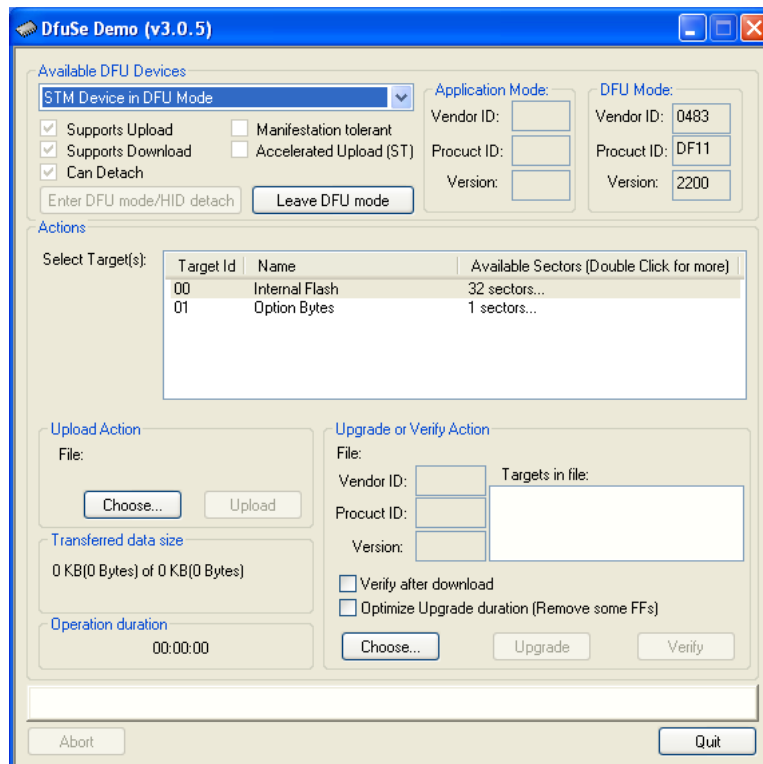 DfuSe Demo (v3.0.5)
Available DFU Devices
STM Device in DFU Mode
Supports Upload
Manifestation tolerant
Supports Download
Accelerated Upload (ST)
Can Detach
Enter DFU mode/HID detach
Leave DFU mode
Application Mode:
Vendor ID:
Procuct ID:
Version:
DFU Mode:
Vendor ID: 0483
Procuct ID: DF11
Version: 2200
Actions
Select Target(s):
Target Id Name Available Sectors (Double Click for more)
00 Internal Flash 32 sectors...
01 Option Bytes 1 sectors...
Upload Action
File:
Choose... Upload
Transferred data size
0 KB(0 Bytes) of 0 KB(0 Bytes)
Operation duration
00:00:00
Upgrade or Verify Action
File:
Vendor ID:
Procuct ID:
Version:
Targets in file:
Verify after download
Optimize Upgrade duration (Remove some FFs)
Choose... Upgrade Verify
Abort Quit